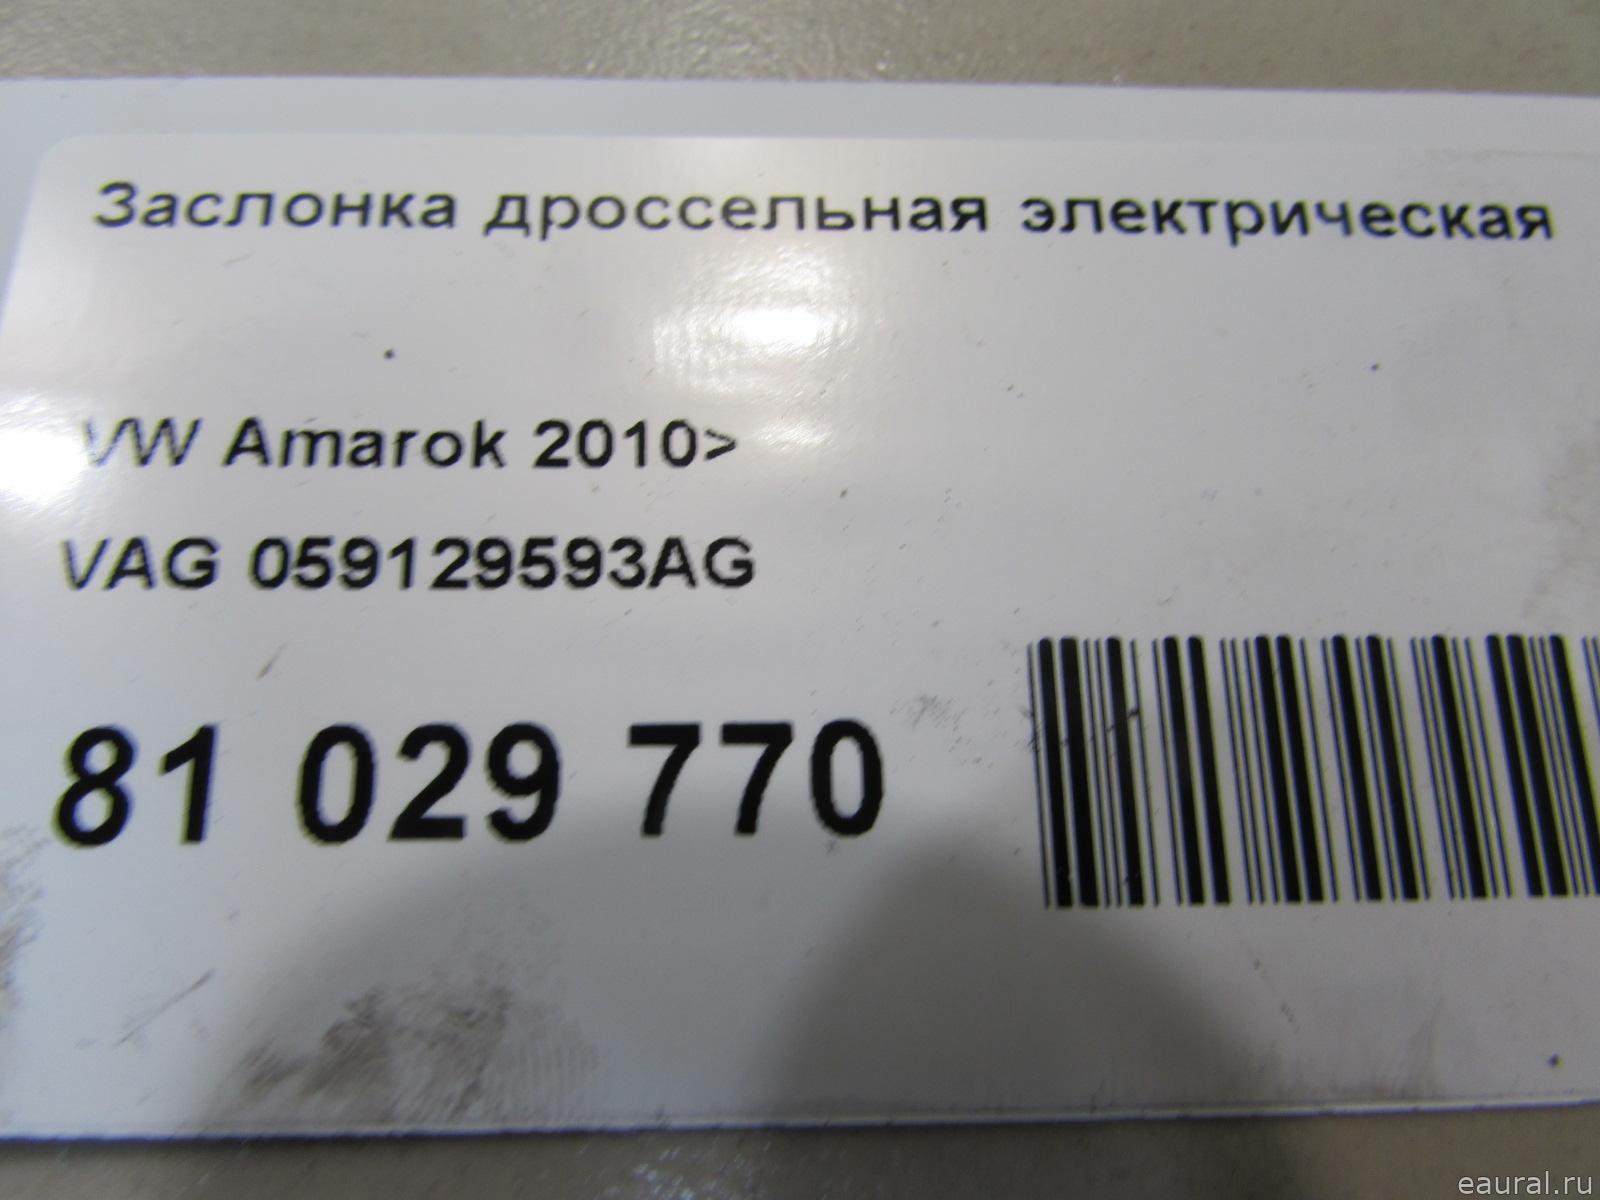 Заслонка дроссельная электрическая
VW Amarok 2010>
VAG 059129593AG
81 029 770
eaural.ru